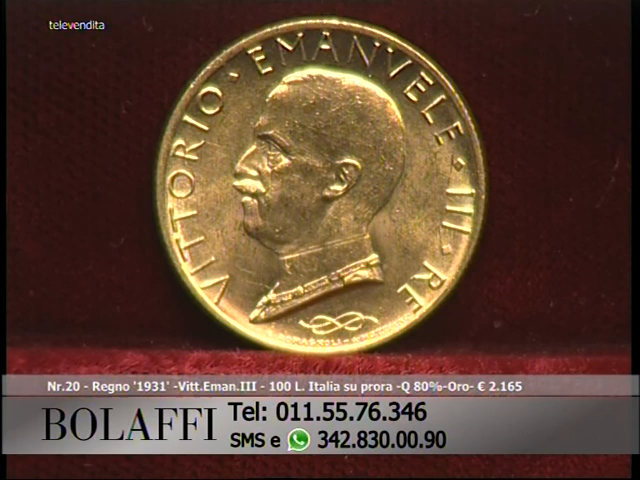 televendita
VITTORIO · EMANVELE · III · RE
Nr.20 - Regno '1931' -Vitt.Eman.III - 100 L. Italia su prora -Q 80%-Oro- € 2.165
BOLAFFI
Tel: 011.55.76.346
SMS e 342.830.00.90